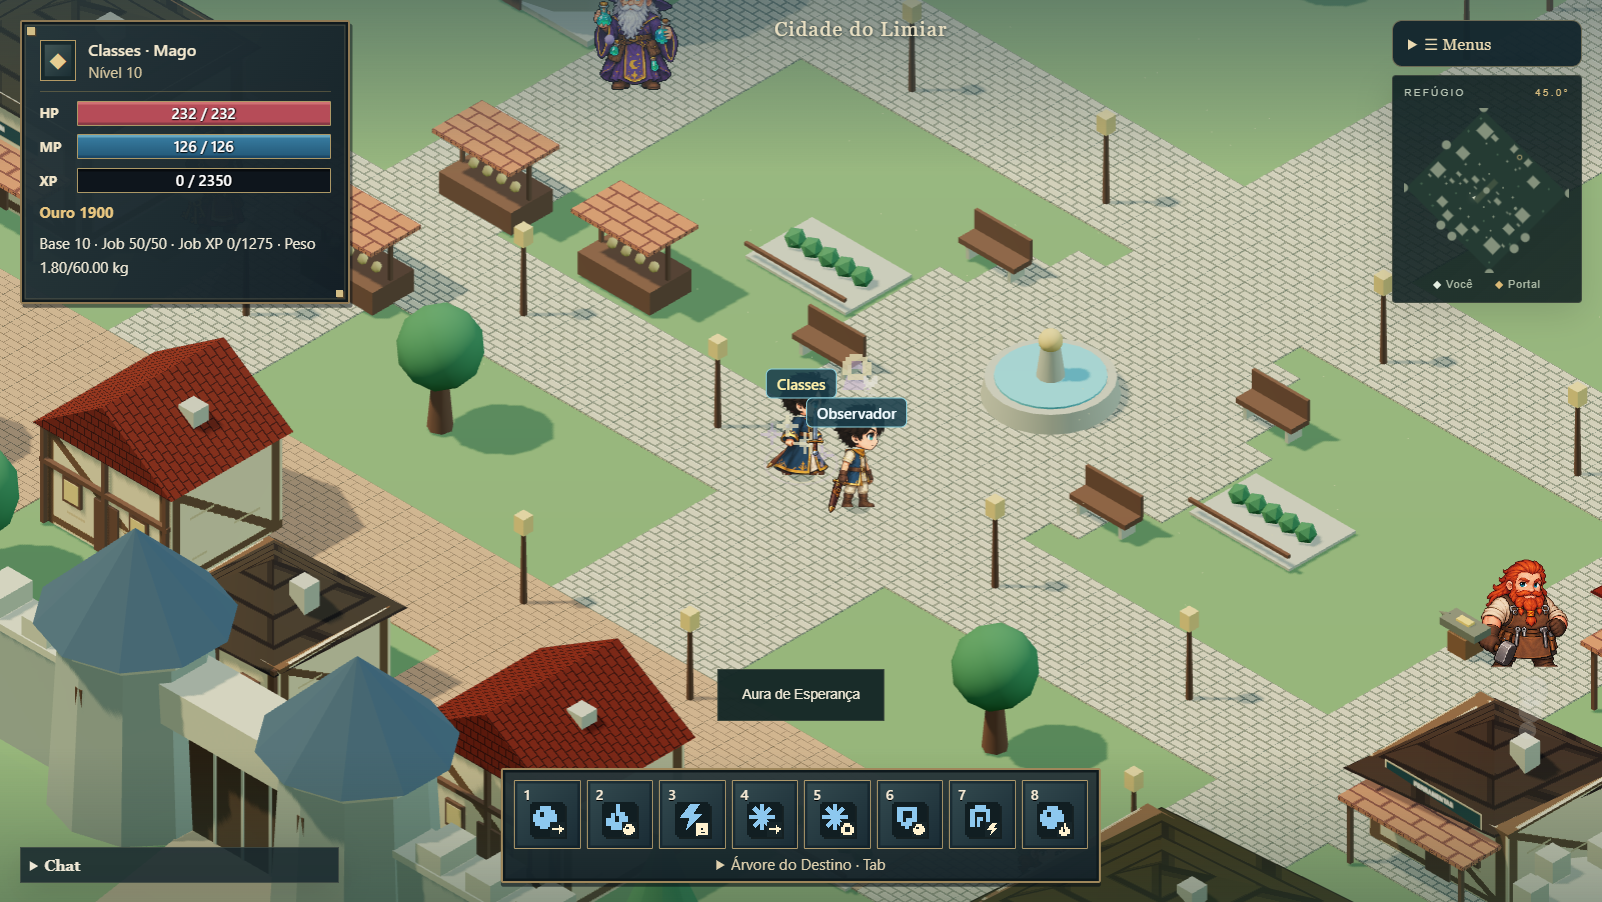 Cidade do Limiar
Classes · Mago
Nível 10
HP 232 / 232
MP 126 / 126
XP 0 / 2350
Ouro 1900
Base 10 · Job 50/50 · Job XP 0/1275 · Peso
1.80/60.00 kg
☰ Menus
REFÚGIO 45.0°
Você Portal
Classes
Observador
Aura de Esperança
1 2 3 4 5 6 7 8
Árvore do Destino · Tab
Chat